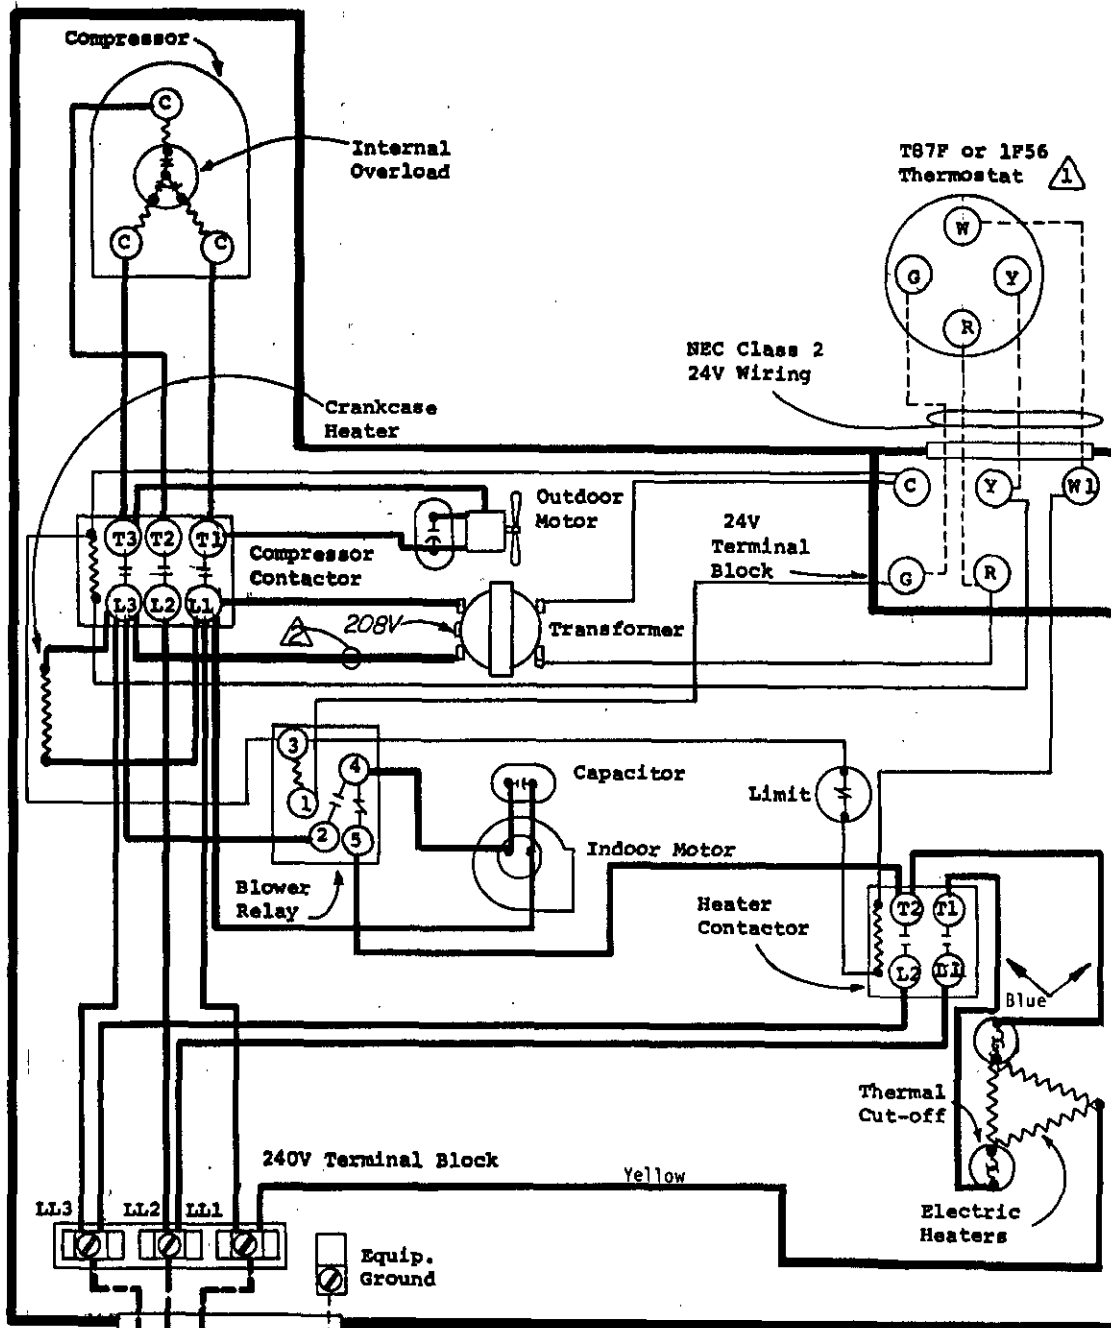 Compressor
C
Internal
Overload
C
C
T87F or 1F56
Thermostat 1
W
G
Y
R
NEC Class 2
24V Wiring
Crankcase
Heater
C
Y
W1
Outdoor
Motor
24V
Terminal
Block
T3
T2
T1
Compressor
Contactor
G
R
L3
L2
L1
2
208V
Transformer
3
4
Capacitor
Limit
1
2
5
Indoor Motor
Blower
Relay
Heater
Contactor
T2
T1
L2
L1
Blue
Thermal
Cut-off
240V Terminal Block
Yellow
LL3
LL2
LL1
Electric
Heaters
Equip.
Ground